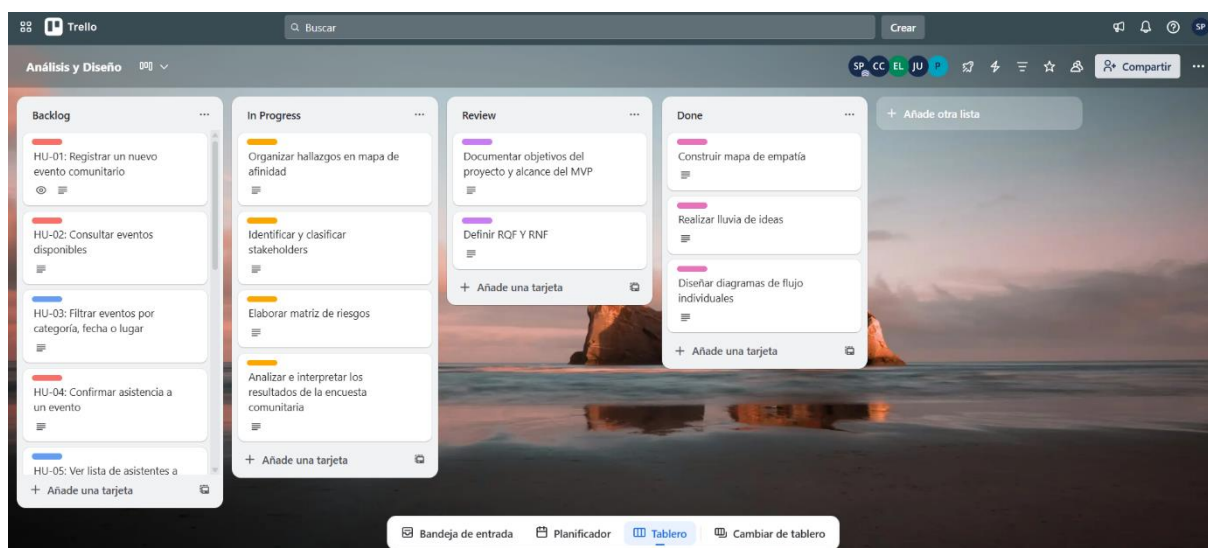 Trello
Buscar
Crear
SP
Análisis y Diseño
SP CC EL JU P
Compartir
Backlog
HU-01: Registrar un nuevo
evento comunitario
HU-02: Consultar eventos
disponibles
HU-03: Filtrar eventos por
categoría, fecha o lugar
HU-04: Confirmar asistencia a
un evento
HU-05: Ver lista de asistentes a
+ Añade una tarjeta
In Progress
Organizar hallazgos en mapa de
afinidad
Identificar y clasificar
stakeholders
Elaborar matriz de riesgos
Analizar e interpretar los
resultados de la encuesta
comunitaria
+ Añade una tarjeta
Review
Documentar objetivos del
proyecto y alcance del MVP
Definir RQF Y RNF
+ Añade una tarjeta
Done
Construir mapa de empatía
Realizar lluvia de ideas
Diseñar diagramas de flujo
individuales
+ Añade una tarjeta
+ Añade otra lista
Bandeja de entrada
Planificador
Tablero
Cambiar de tablero